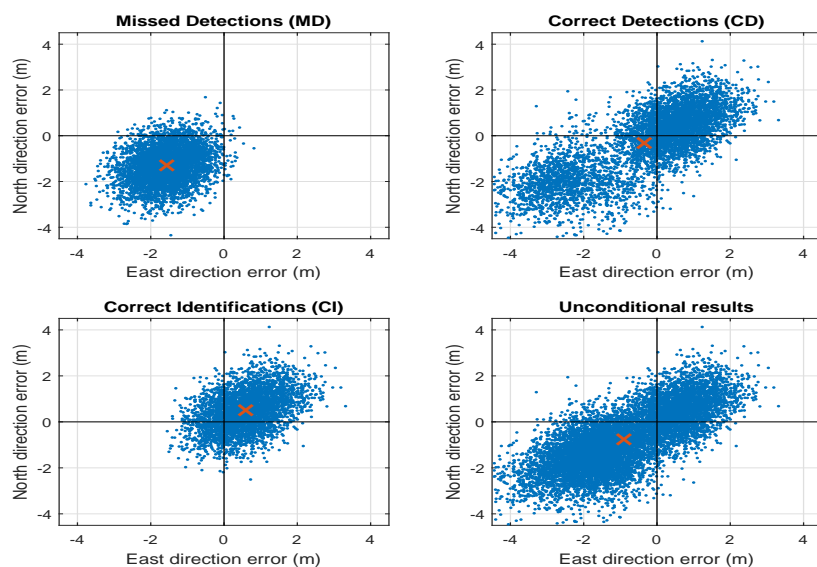 Missed Detections (MD)
4
2
0
-2
-4
North direction error (m)
-4 -2 0 2 4
East direction error (m)
Correct Detections (CD)
4
2
0
-2
-4
North direction error (m)
-4 -2 0 2 4
East direction error (m)
Correct Identifications (CI)
4
2
0
-2
-4
North direction error (m)
-4 -2 0 2 4
East direction error (m)
Unconditional results
4
2
0
-2
-4
North direction error (m)
-4 -2 0 2 4
East direction error (m)